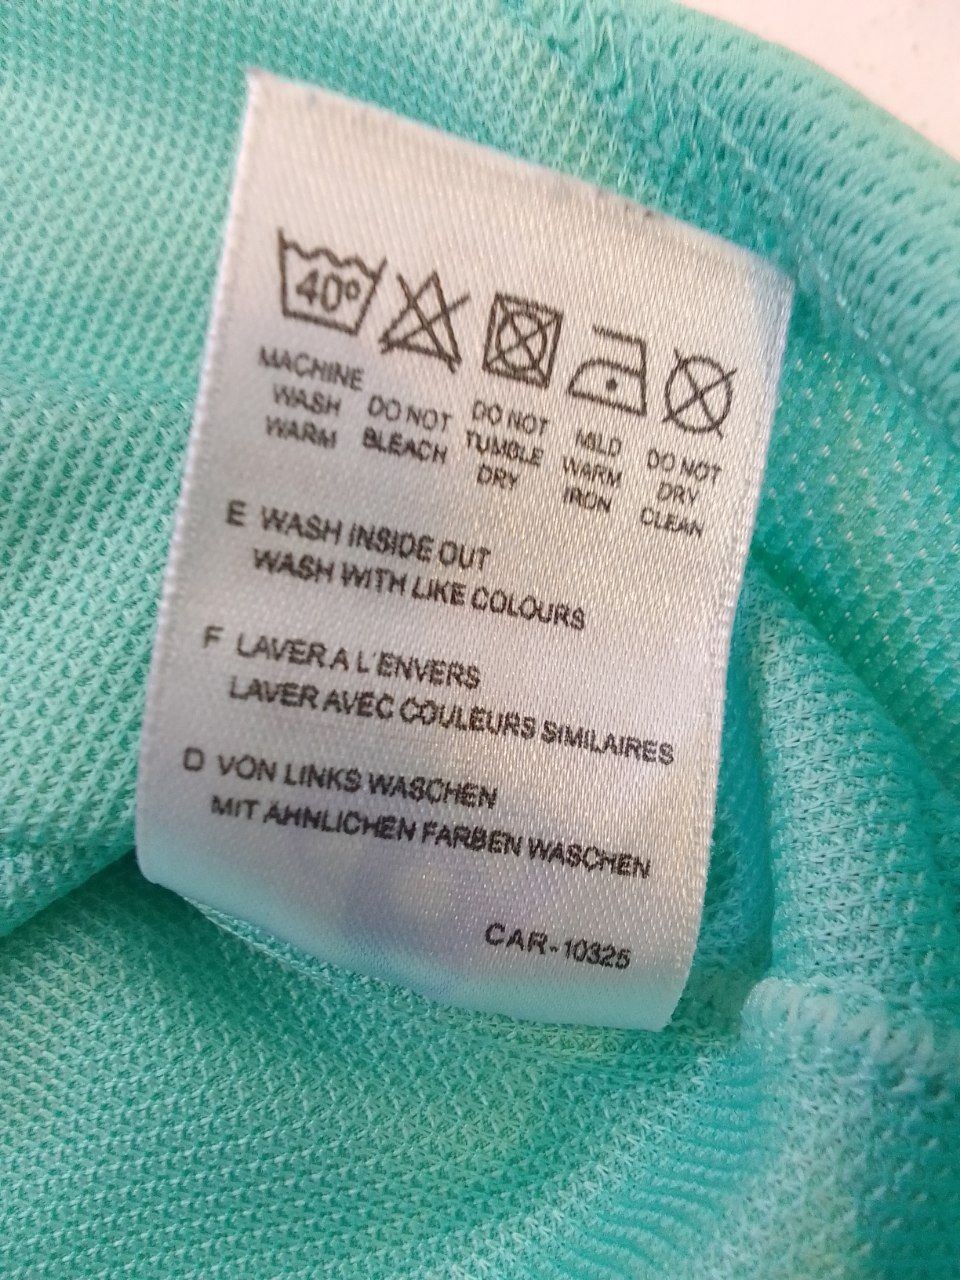 40°
MACHINE
WASH
WARM
DO NOT
BLEACH
DO NOT
TUMBLE
DRY
MILD
WARM
IRON
DO NOT
DRY
CLEAN
E WASH INSIDE OUT
WASH WITH LIKE COLOURS
F LAVER A L'ENVERS
LAVER AVEC COULEURS SIMILAIRES
D VON LINKS WASCHEN
MIT AHNLICHEN FARBEN WASCHEN
CAR-10325